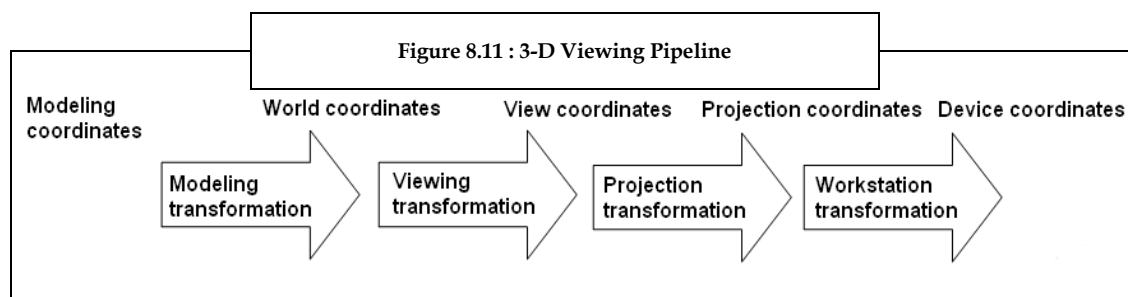 Figure 8.11 : 3-D Viewing Pipeline
Modeling
coordinates
World coordinates
View coordinates
Projection coordinates
Device coordinates
Modeling
transformation
Viewing
transformation
Projection
transformation
Workstation
transformation